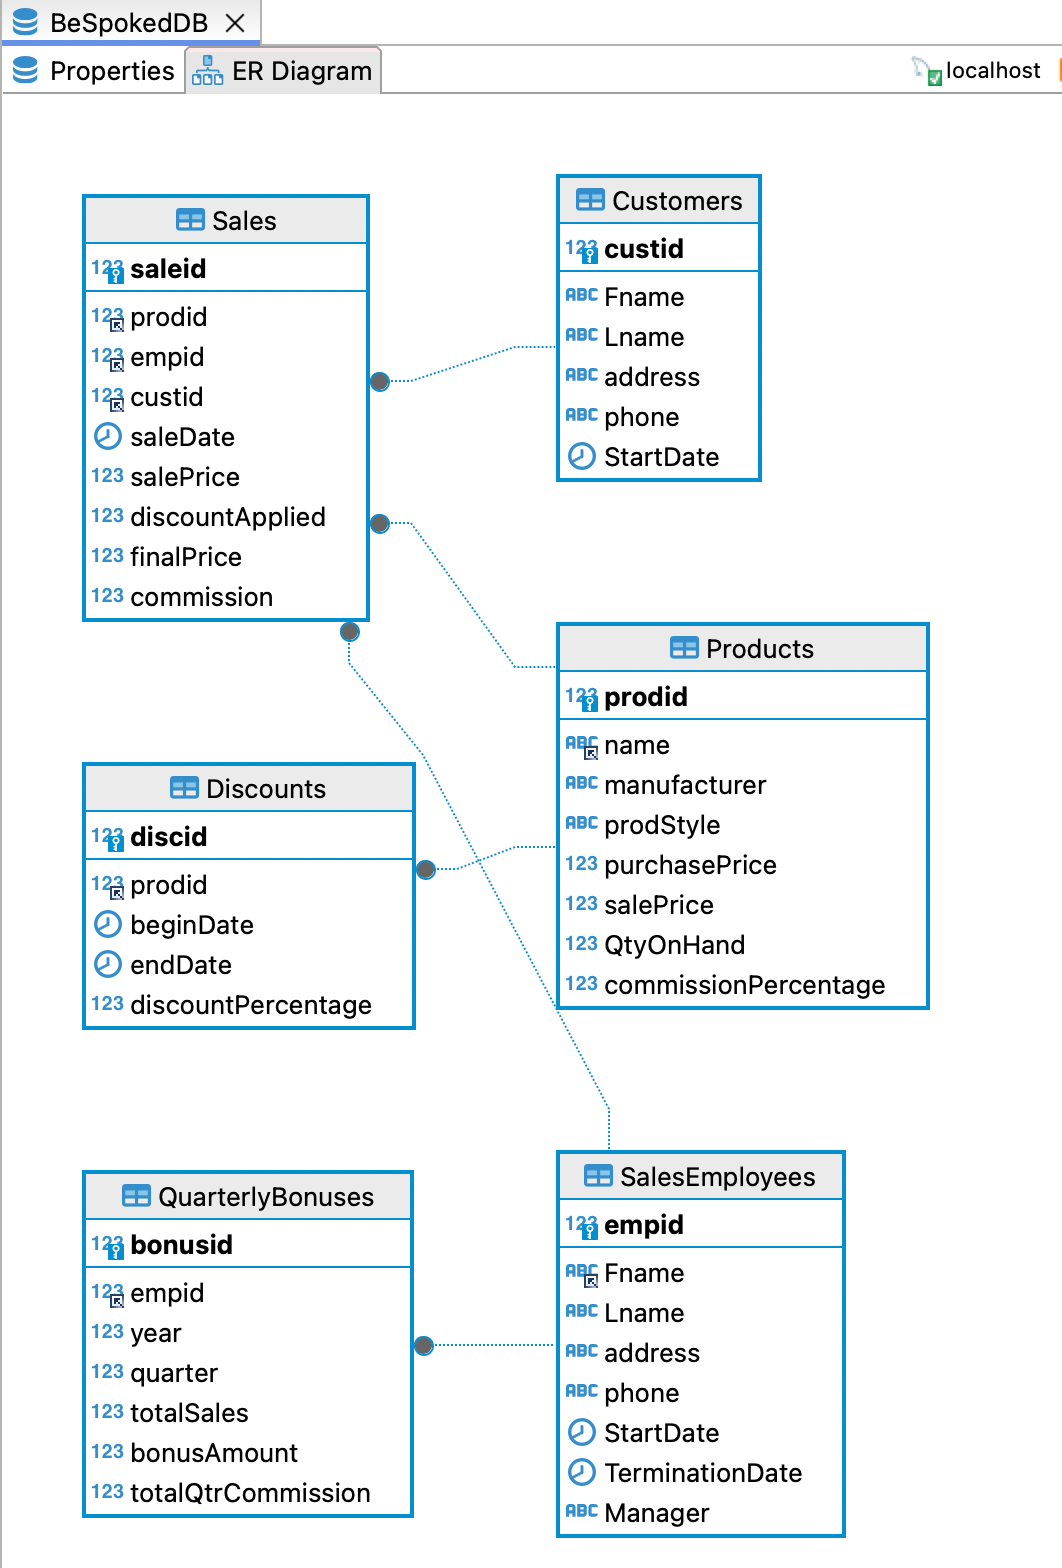 BeSpokedDB
Properties
ER Diagram
localhost
Sales
123 saleid
123 prodid
123 empid
123 custid
saleDate
123 salePrice
123 discountApplied
123 finalPrice
123 commission
Customers
123 custid
ABC Fname
ABC Lname
ABC address
ABC phone
StartDate
Products
123 prodid
ABC name
ABC manufacturer
ABC prodStyle
123 purchasePrice
123 salePrice
123 QtyOnHand
123 commissionPercentage
Discounts
123 discid
123 prodid
beginDate
endDate
123 discountPercentage
QuarterlyBonuses
123 bonusid
123 empid
123 year
123 quarter
123 totalSales
123 bonusAmount
123 totalQtrCommission
SalesEmployees
123 empid
ABC Fname
ABC Lname
ABC address
ABC phone
StartDate
TerminationDate
ABC Manager